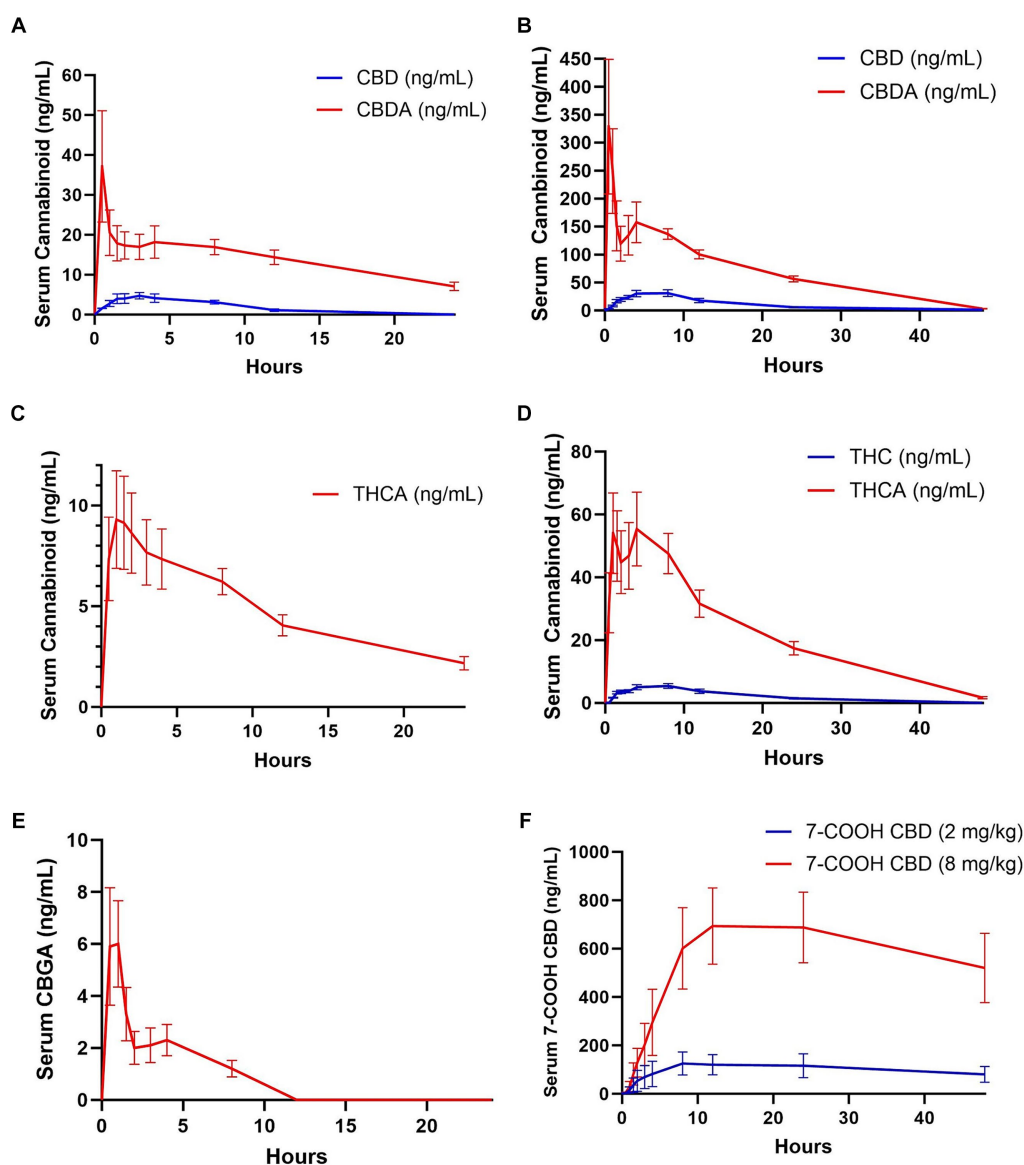 A
Serum Cannabinoid (ng/mL)
60
50
40
30
20
10
0
0 5 10 15 20
Hours
CBD (ng/mL)
CBDA (ng/mL)
B
Serum Cannbinoid (ng/mL)
450
400
350
300
250
200
150
100
50
0
0 10 20 30 40
Hours
CBD (ng/mL)
CBDA (ng/mL)
C
Serum Cannabinoid (ng/mL)
10
5
0
0 5 10 15 20
Hours
THCA (ng/mL)
D
Serum Cannabinoid (ng/mL)
80
60
40
20
0
0 10 20 30 40
Hours
THC (ng/mL)
THCA (ng/mL)
E
Serum CBGA (ng/mL)
10
8
6
4
2
0
0 5 10 15 20
Hours
F
Serum 7-COOH CBD (ng/mL)
1000
800
600
400
200
0
0 10 20 30 40
Hours
7-COOH CBD (2 mg/kg)
7-COOH CBD (8 mg/kg)